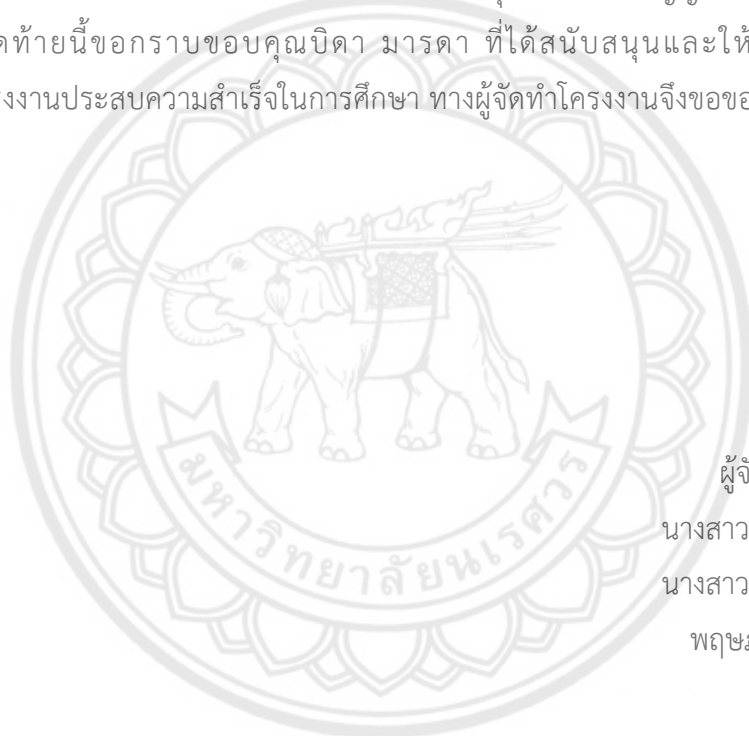 ท้ายนี้ขอกราบขอบคุณบิดา มารดา ที่ได้สนับสนุนและให้
งงานประสบความสำเร็จในการศึกษา ทางผู้จัดทำโครงงานจึงขอขอ
ผู้จั
นางสาว
นางสาว
พฤษภ
มหาวิทยาลัยนเรศวร